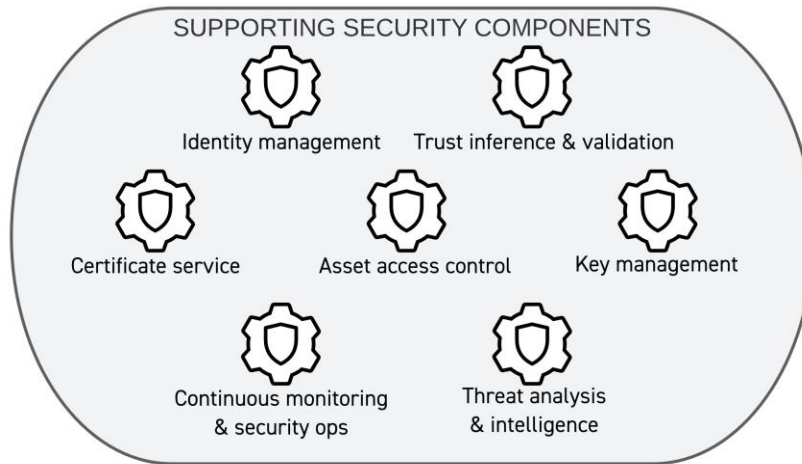 SUPPORTING SECURITY COMPONENTS
Identity management
Trust inference & validation
Certificate service
Asset access control
Key management
Continuous monitoring
& security ops
Threat analysis
& intelligence